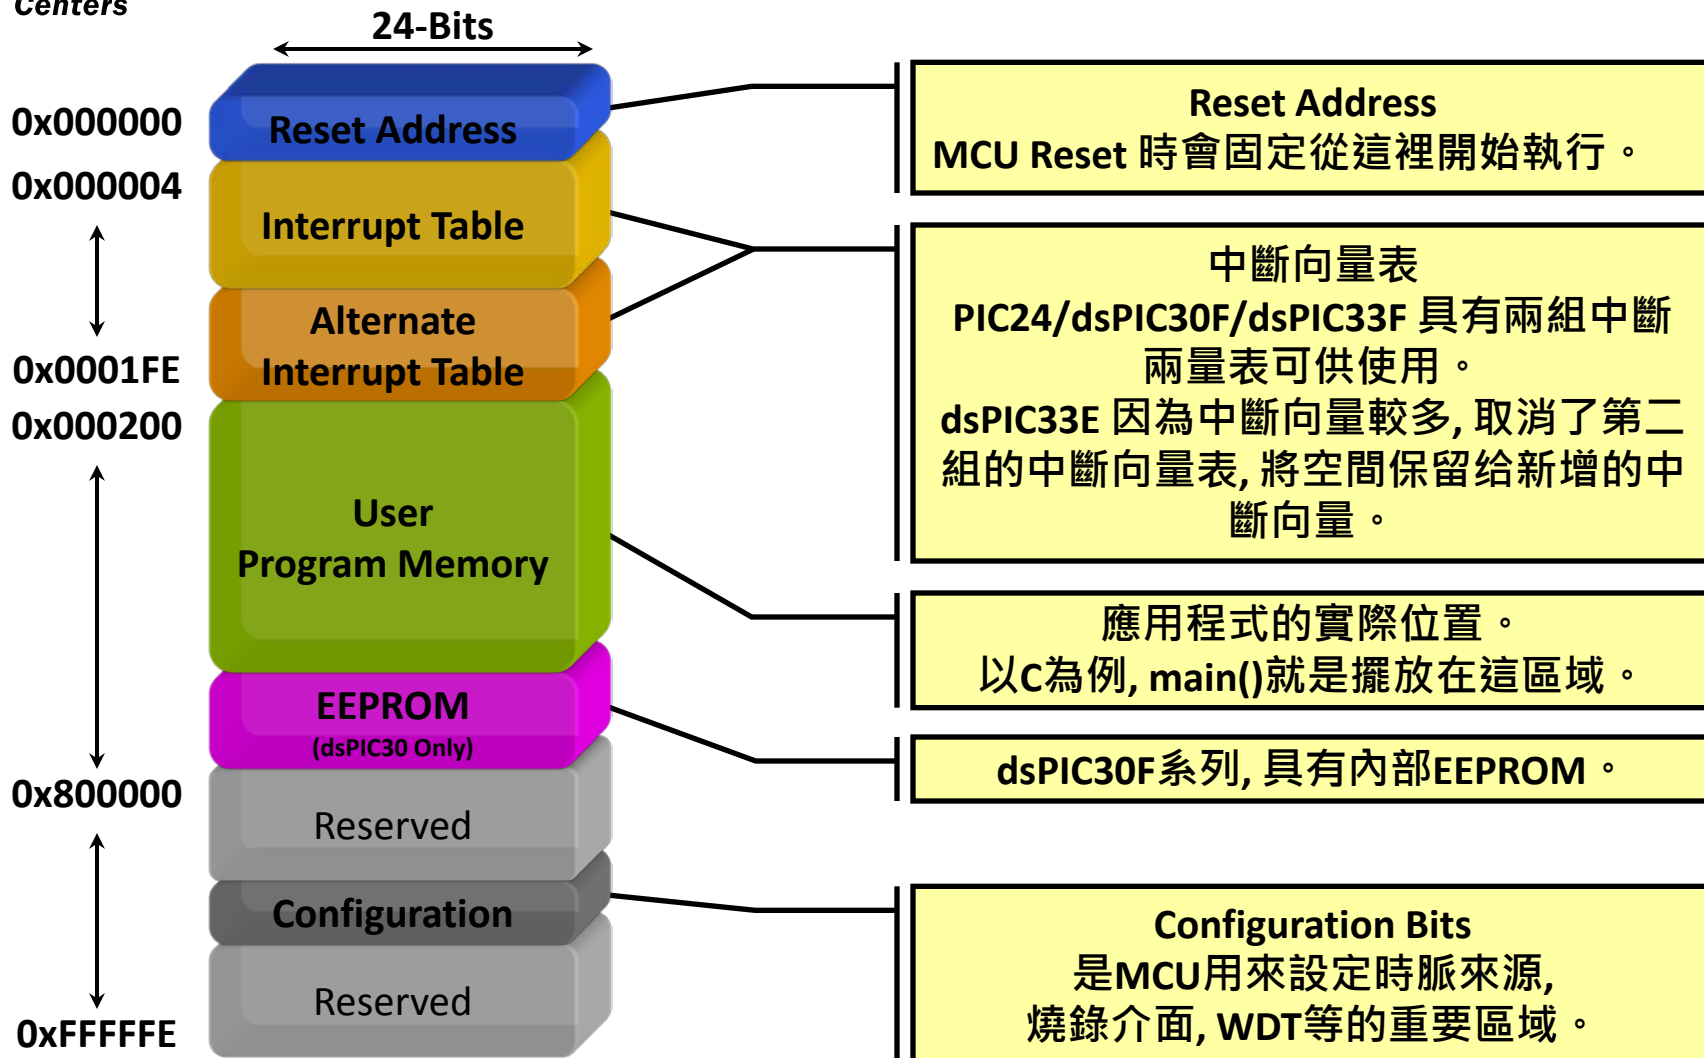 Centers
24-Bits
0x000000
0x000004
0x0001FE
0x000200
0x800000
0xFFFFFE
Reset Address
Interrupt Table
Alternate
Interrupt Table
User
Program Memory
EEPROM
(dsPIC30 Only)
Reserved
Configuration
Reserved
Reset Address
MCU Reset 時會固定從這裡開始執行。
中斷向量表
PIC24/dsPIC30F/dsPIC33F 具有兩組中斷
兩量表可供使用。
dsPIC33E 因為中斷向量較多, 取消了第二
組的中斷向量表, 將空間保留给新增的中
斷向量。
應用程式的實際位置。
以C為例, main()就是擺放在這區域。
dsPIC30F系列, 具有內部EEPROM。
Configuration Bits
是MCU用來設定時脈來源,
燒錄介面, WDT等的重要區域。